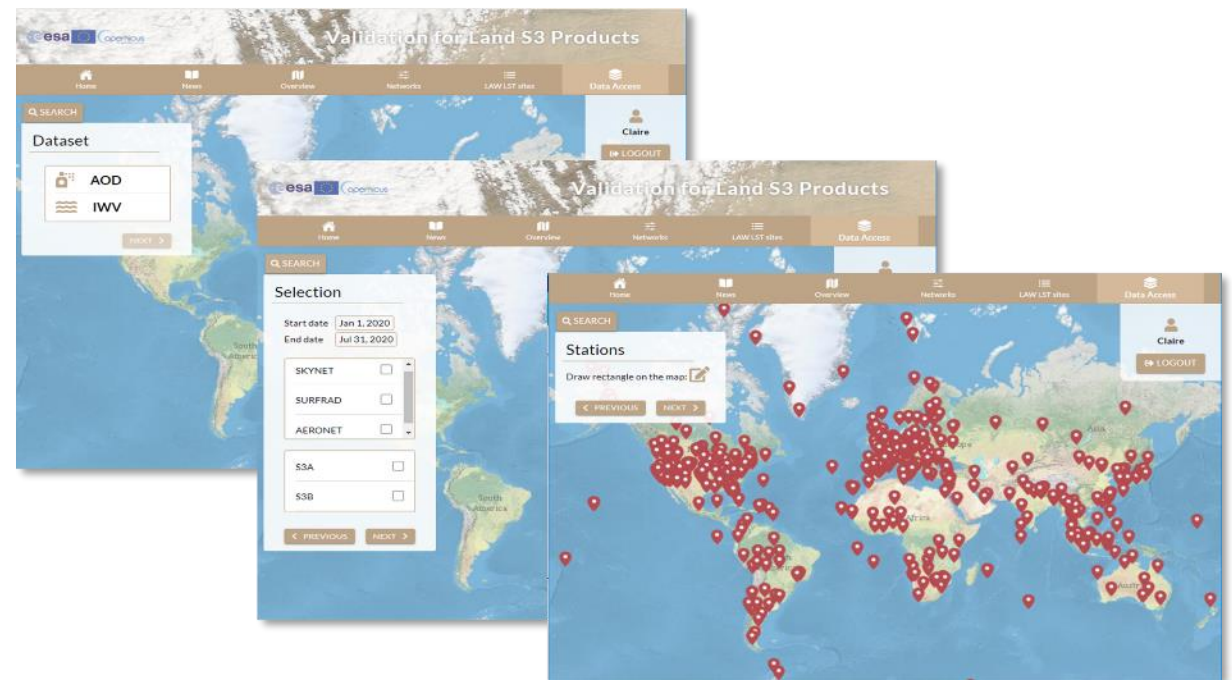 esa Copernicus
Validation for Land S3 Products
Home News Overview Networks LAW LST sites Data Access
SEARCH
Dataset
AOD
IWV
NEXT
Claire
LOGOUT
esa Copernicus
Validation for Land S3 Products
Home News Overview Networks LAW LST sites Data Access
SEARCH
Selection
Start date Jan 1, 2020
End date Jul 31, 2020
SKYNET
SURFRAD
AERONET
S3A
S3B
PREVIOUS NEXT
South
America
Home News Overview Networks LAW LST sites Data Access
SEARCH
Stations
Draw rectangle on the map:
PREVIOUS NEXT
Claire
LOGOUT
Asia
Africa